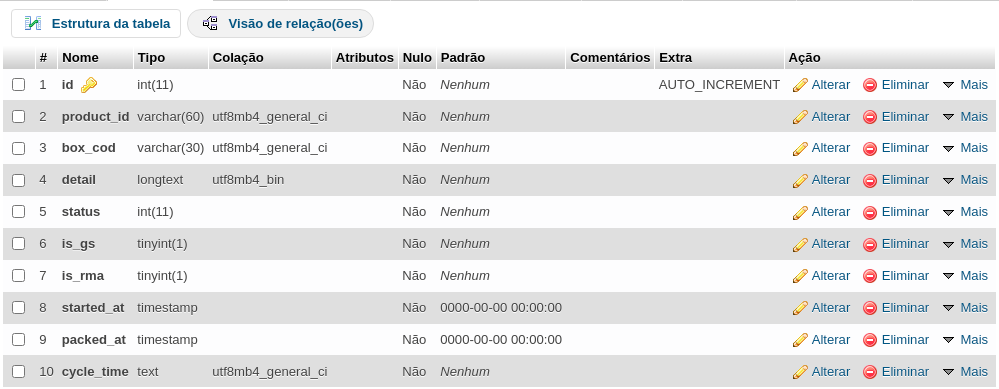 Estrutura da tabela Visão de relação(ões)
# Nome Tipo Colação Atributos Nulo Padrão Comentários Extra Ação
1 id int(11) Não Nenhum AUTO_INCREMENT Alterar Eliminar Mais
2 product_id varchar(60) utf8mb4_general_ci Não Nenhum Alterar Eliminar Mais
3 box_cod varchar(30) utf8mb4_general_ci Não Nenhum Alterar Eliminar Mais
4 detail longtext utf8mb4_bin Não Nenhum Alterar Eliminar Mais
5 status int(11) Não Nenhum Alterar Eliminar Mais
6 is_gs tinyint(1) Não Nenhum Alterar Eliminar Mais
7 is_rma tinyint(1) Não Nenhum Alterar Eliminar Mais
8 started_at timestamp Não 0000-00-00 00:00:00 Alterar Eliminar Mais
9 packed_at timestamp Não 0000-00-00 00:00:00 Alterar Eliminar Mais
10 cycle_time text utf8mb4_general_ci Não Nenhum Alterar Eliminar Mais